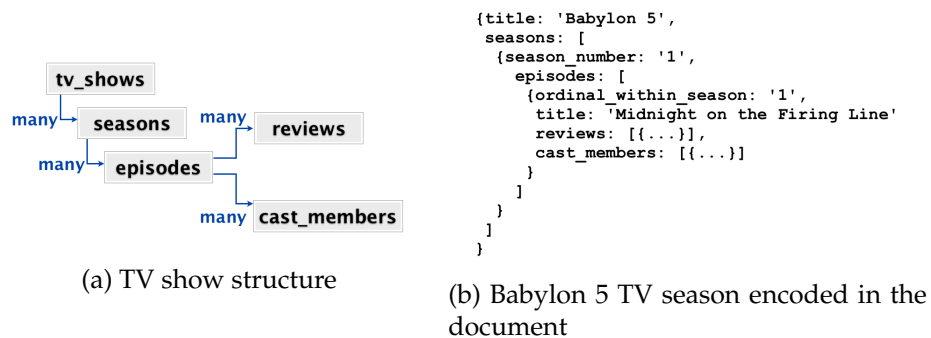 tv_shows
many
seasons
many
reviews
many
episodes
many
cast_members
(a) TV show structure
{title: 'Babylon 5',
 seasons: [
  {season_number: '1',
    episodes: [
     {ordinal_within_season: '1',
      title: 'Midnight on the Firing Line'
      reviews: [{...}],
      cast_members: [{...}]
     }
    ]
  }
 ]
}
(b) Babylon 5 TV season encoded in the
document